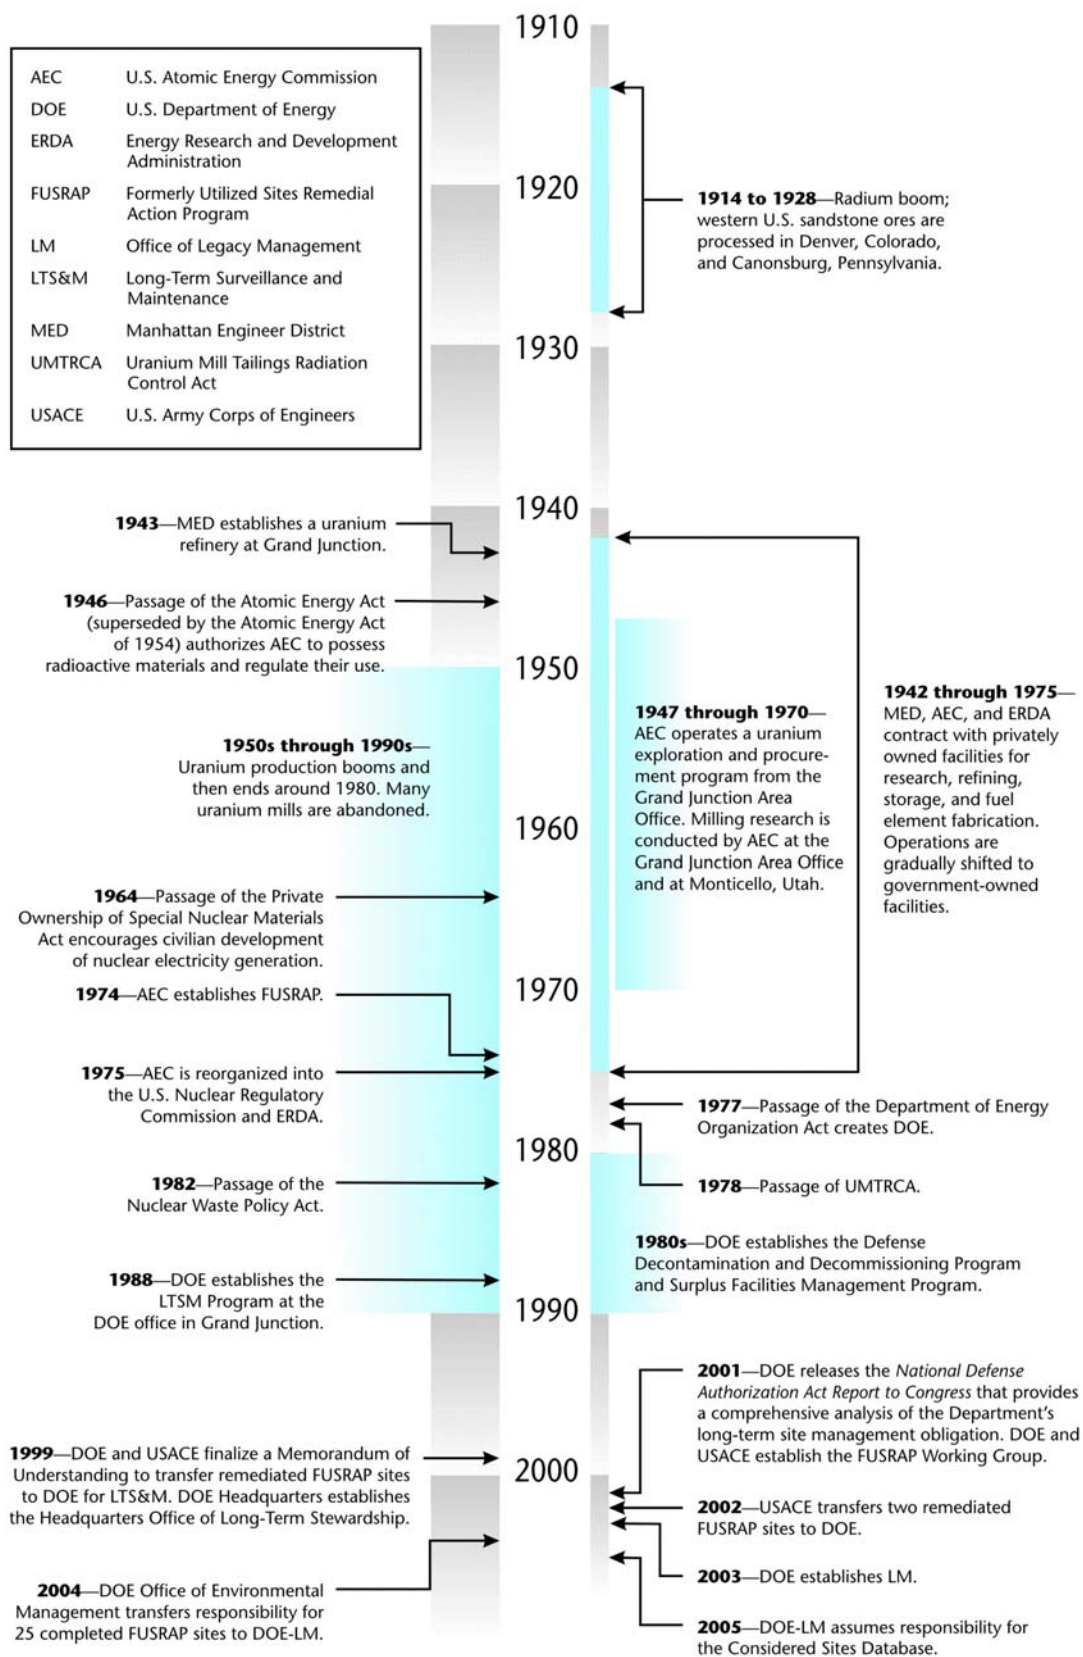 AEC U.S. Atomic Energy Commission
DOE U.S. Department of Energy
ERDA Energy Research and Development
Administration
FUSRAP Formerly Utilized Sites Remedial
Action Program
LM Office of Legacy Management
LTS&M Long-Term Surveillance and
Maintenance
MED Manhattan Engineer District
UMTRCA Uranium Mill Tailings Radiation
Control Act
USACE U.S. Army Corps of Engineers
1910
1920
1930
1940
1950
1960
1970
1980
1990
2000
1943—MED establishes a uranium
refinery at Grand Junction.
1946—Passage of the Atomic Energy Act
(superseded by the Atomic Energy Act
of 1954) authorizes AEC to possess
radioactive materials and regulate their use.
1950s through 1990s—
Uranium production booms and
then ends around 1980. Many
uranium mills are abandoned.
1964—Passage of the Private
Ownership of Special Nuclear Materials
Act encourages civilian development
of nuclear electricity generation.
1974—AEC establishes FUSRAP.
1975—AEC is reorganized into
the U.S. Nuclear Regulatory
Commission and ERDA.
1982—Passage of the
Nuclear Waste Policy Act.
1988—DOE establishes the
LTSM Program at the
DOE office in Grand Junction.
1999—DOE and USACE finalize a Memorandum of
Understanding to transfer remediated FUSRAP sites
to DOE for LTS&M. DOE Headquarters establishes
the Headquarters Office of Long-Term Stewardship.
2004—DOE Office of Environmental
Management transfers responsibility for
25 completed FUSRAP sites to DOE-LM.
1914 to 1928—Radium boom;
western U.S. sandstone ores are
processed in Denver, Colorado,
and Canonsburg, Pennsylvania.
1947 through 1970—
AEC operates a uranium
exploration and procure-
ment program from the
Grand Junction Area
Office. Milling research is
conducted by AEC at the
Grand Junction Area Office
and at Monticello, Utah.
1942 through 1975—
MED, AEC, and ERDA
contract with privately
owned facilities for
research, refining,
storage, and fuel
element fabrication.
Operations are
gradually shifted to
government-owned
facilities.
1977—Passage of the Department of Energy
Organization Act creates DOE.
1978—Passage of UMTRCA.
1980s—DOE establishes the Defense
Decontamination and Decommissioning Program
and Surplus Facilities Management Program.
2001—DOE releases the National Defense
Authorization Act Report to Congress that provides
a comprehensive analysis of the Department's
long-term site management obligation. DOE and
USACE establish the FUSRAP Working Group.
2002—USACE transfers two remediated
FUSRAP sites to DOE.
2003—DOE establishes LM.
2005—DOE-LM assumes responsibility for
the Considered Sites Database.